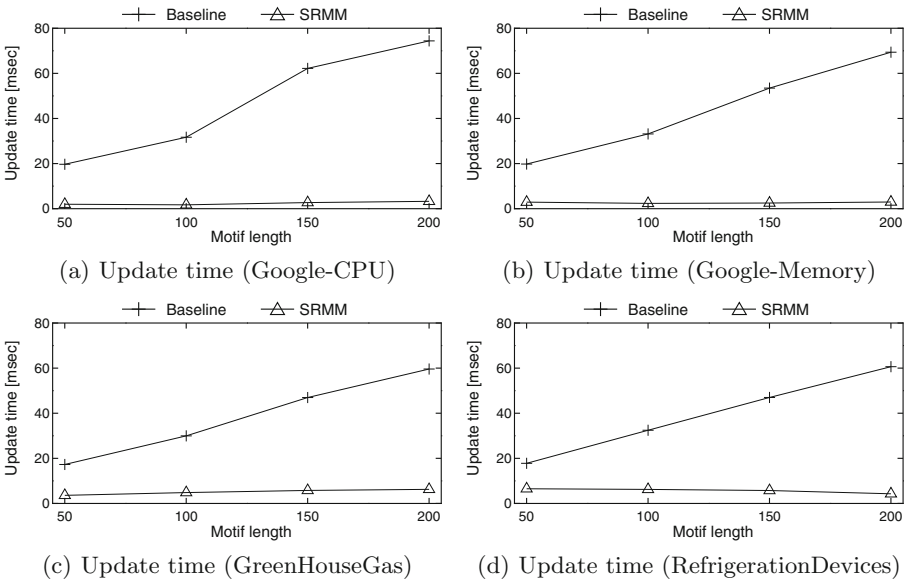 Baseline SRMM
Update time [msec]
80
60
40
20
0
50 100 150 200
Motif length
(a) Update time (Google-CPU)
Baseline SRMM
Update time [msec]
80
60
40
20
0
50 100 150 200
Motif length
(b) Update time (Google-Memory)
Baseline SRMM
Update time [msec]
80
60
40
20
0
50 100 150 200
Motif length
(c) Update time (GreenHouseGas)
Baseline SRMM
Update time [msec]
80
60
40
20
0
50 100 150 200
Motif length
(d) Update time (RefrigerationDevices)